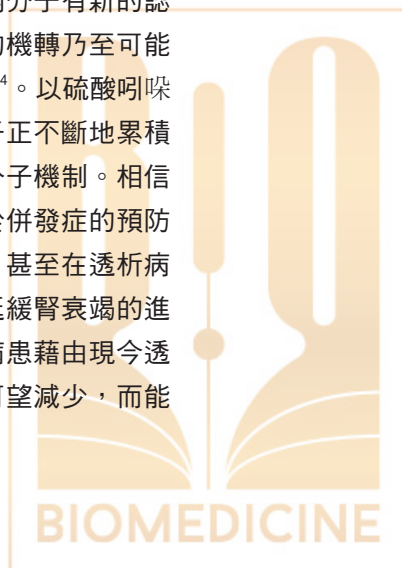 分子有新的認
機轉乃至可能
4。以硫酸吲哚
正不斷地累積
子機制。相信
併發症的預防
甚至在透析病
緩腎衰竭的進
患藉由現今透
望減少，而能
BIOMEDICINE